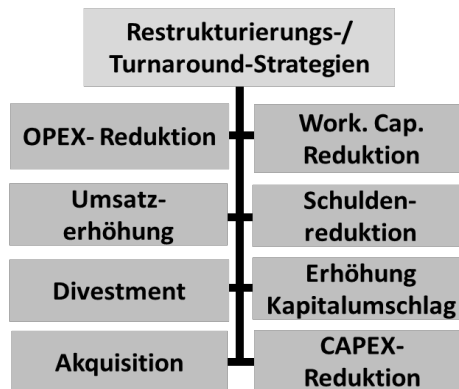 Restrukturierungs-/
Turnaround-Strategien
OPEX- Reduktion
Work. Cap.
Reduktion
Umsatz-
erhöhung
Schulden-
reduktion
Divestment
Erhöhung
Kapitalumschlag
Akquisition
CAPEX-
Reduktion